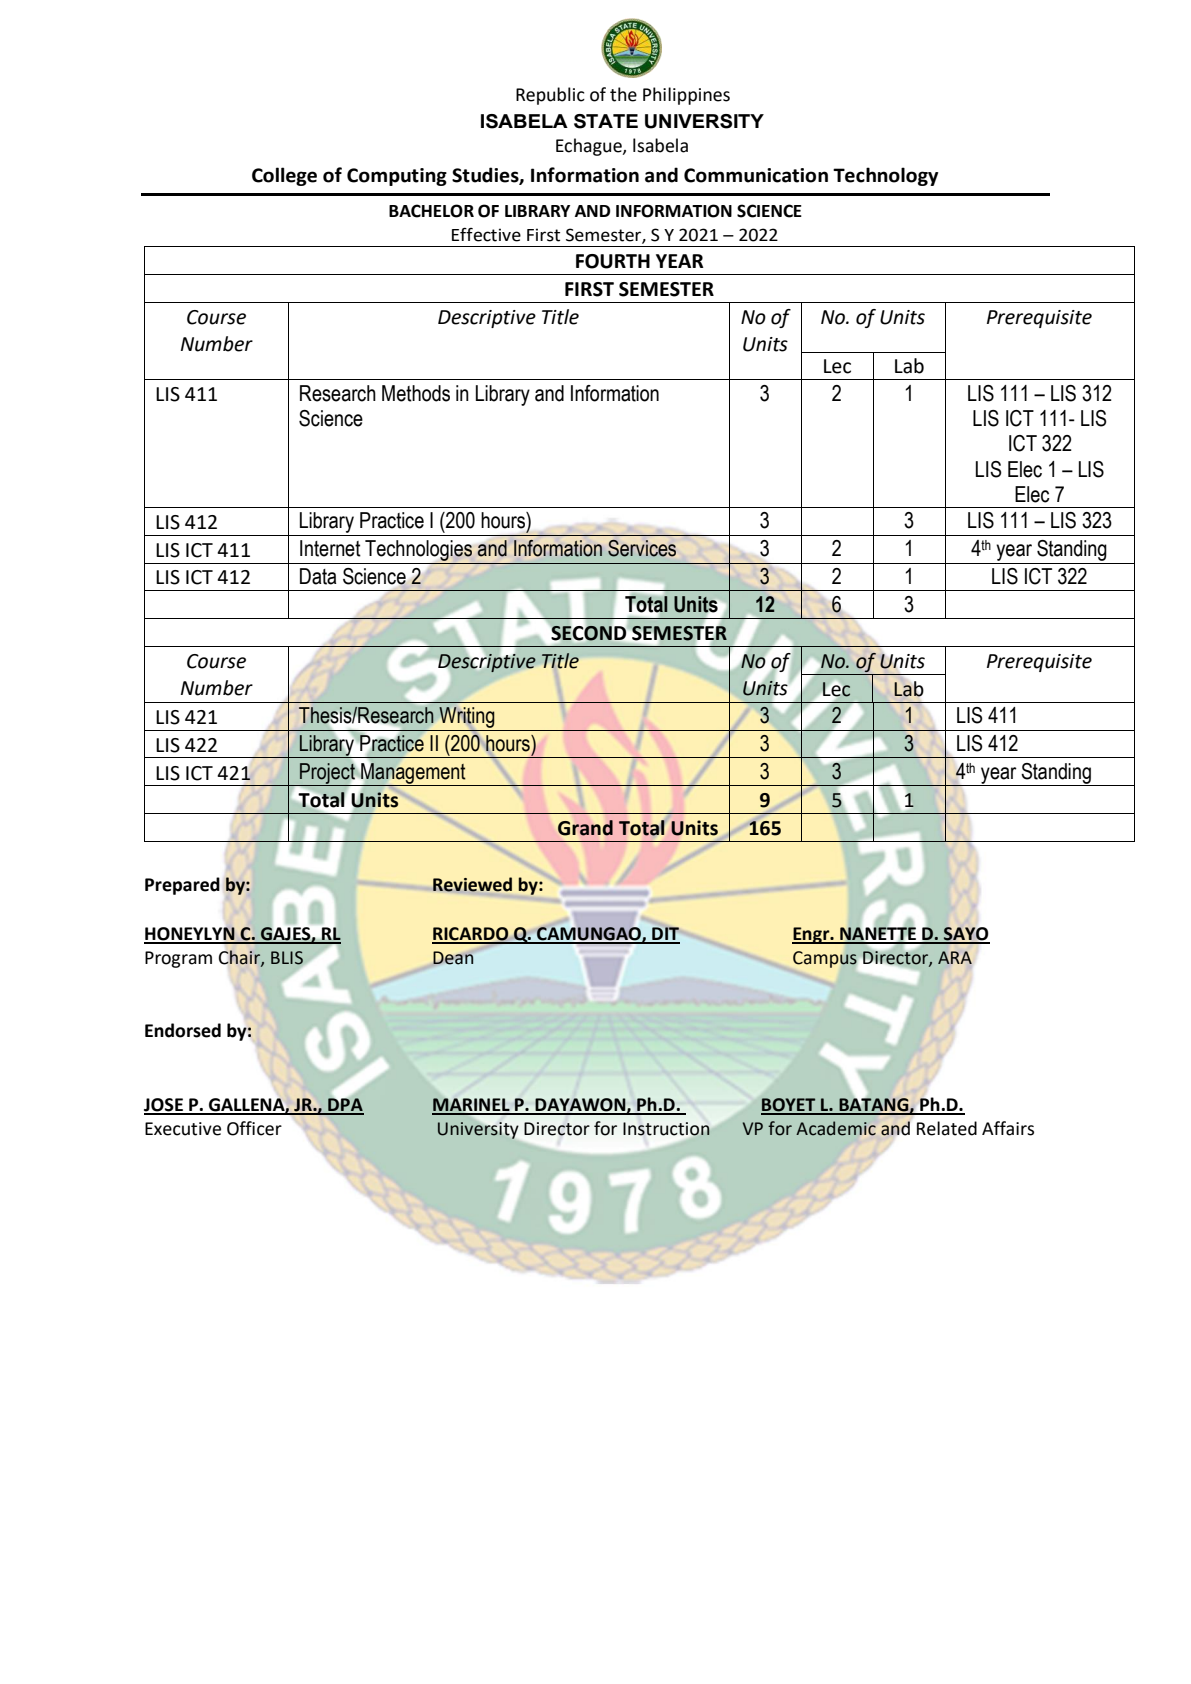 ISABELA STATE UNIVERSITY
1978
Republic of the Philippines
ISABELA STATE UNIVERSITY
Echague, Isabela
College of Computing Studies, Information and Communication Technology
BACHELOR OF LIBRARY AND INFORMATION SCIENCE
Effective First Semester, S Y 2021 – 2022
FOURTH YEAR
FIRST SEMESTER
Course Number Descriptive Title No of Units No. of Units Prerequisite
Lec Lab
LIS 411 Research Methods in Library and Information 3 2 1 LIS 111 – LIS 312
Science LIS ICT 111- LIS
ICT 322
LIS Elec 1 – LIS
Elec 7
LIS 412 Library Practice I (200 hours) 3 3 LIS 111 – LIS 323
LIS ICT 411 Internet Technologies and Information Services 3 2 1 4th year Standing
LIS ICT 412 Data Science 2 3 2 1 LIS ICT 322
Total Units 12 6 3
SECOND SEMESTER
Course Number Descriptive Title No of Units No. of Units Prerequisite
Lec Lab
LIS 421 Thesis/Research Writing 3 2 1 LIS 411
LIS 422 Library Practice II (200 hours) 3 3 LIS 412
LIS ICT 421 Project Management 3 3 4th year Standing
Total Units 9 5 1
Grand Total Units 165
Prepared by: Reviewed by:
HONEYLYN C. GAJES, RL RICARDO Q. CAMUNGAO, DIT Engr. NANETTE D. SAYO
Program Chair, BLIS Dean Campus Director, ARA
Endorsed by:
JOSE P. GALLENA, JR., DPA MARINEL P. DAYAWON, Ph.D. BOYET L. BATANG, Ph.D.
Executive Officer University Director for Instruction VP for Academic and Related Affairs
ISABELA STATE UNIVERSITY
1978